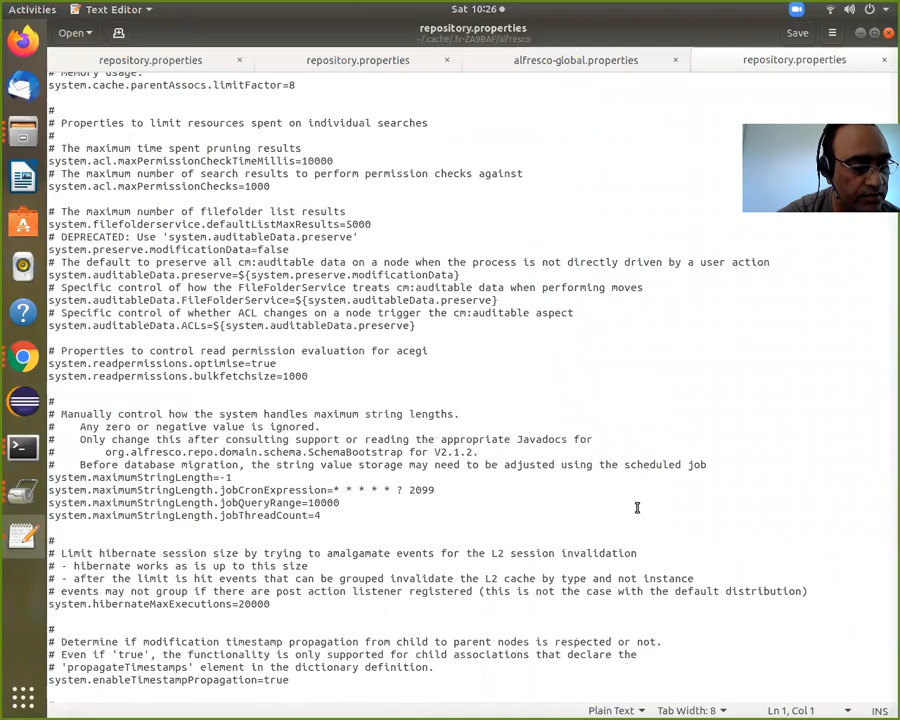 Activities
Text Editor
Sat 10:26
Open
repository.properties
~/.cache/.fr-ZA9BAF/alfresco
Save
repository.properties
repository.properties
alfresco-global.properties
repository.properties
# Memory usage.
system.cache.parentAssocs.limitFactor=8
#
# Properties to limit resources spent on individual searches
#
# The maximum time spent pruning results
system.acl.maxPermissionCheckTimeMillis=10000
# The maximum number of search results to perform permission checks against
system.acl.maxPermissionChecks=1000
# The maximum number of filefolder list results
system.filefolderservice.defaultListMaxResults=5000
# DEPRECATED: Use 'system.auditableData.preserve'
system.preserve.modificationData=false
# The default to preserve all cm:auditable data on a node when the process is not directly driven by a user action
system.auditableData.preserve=${system.preserve.modificationData}
# Specific control of how the FileFolderService treats cm:auditable data when performing moves
system.auditableData.FileFolderService=${system.auditableData.preserve}
# Specific control of whether ACL changes on a node trigger the cm:auditable aspect
system.auditableData.ACLs=${system.auditableData.preserve}
# Properties to control read permission evaluation for acegi
system.readpermissions.optimise=true
system.readpermissions.bulkfetchsize=1000
#
# Manually control how the system handles maximum string lengths.
# Any zero or negative value is ignored.
# Only change this after consulting support or reading the appropriate Javadocs for
# org.alfresco.repo.domain.schema.SchemaBootstrap for V2.1.2.
# Before database migration, the string value storage may need to be adjusted using the scheduled job
system.maximumStringLength=-1
system.maximumStringLength.jobCronExpression=* * * * * ? 2099
system.maximumStringLength.jobQueryRange=10000
system.maximumStringLength.jobThreadCount=4
#
# Limit hibernate session size by trying to amalgamate events for the L2 session invalidation
# - hibernate works as is up to this size
# - after the limit is hit events that can be grouped invalidate the L2 cache by type and not instance
# events may not group if there are post action listener registered (this is not the case with the default distribution)
system.hibernateMaxExecutions=20000
#
# Determine if modification timestamp propagation from child to parent nodes is respected or not.
# Even if 'true', the functionality is only supported for child associations that declare the
# 'propagateTimestamps' element in the dictionary definition.
system.enableTimestampPropagation=true
Plain Text
Tab Width: 8
Ln 1, Col 1
INS